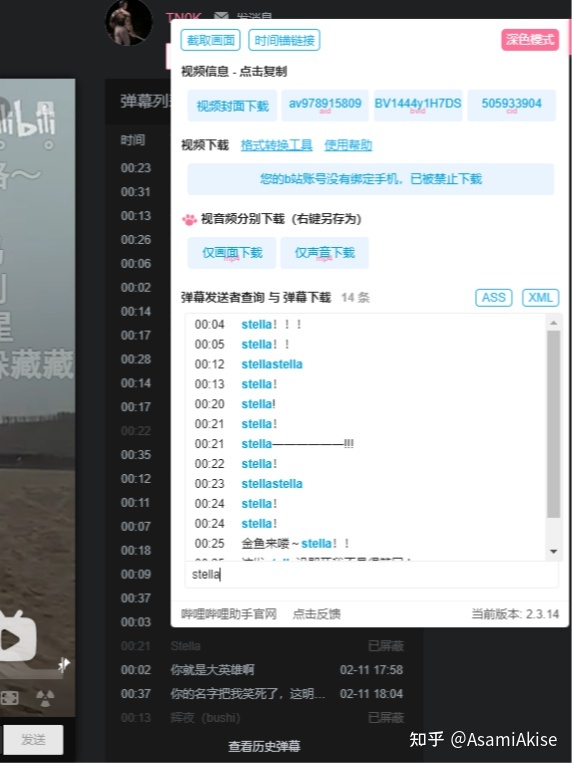 TN0K 发消息
截取画面 时间锚链接 深色模式
视频信息 - 点击复制
视频封面下载 av978915809 BV1444y1H7DS 505933904
aid bvid cid
视频下载 格式转换工具 使用帮助
您的b站账号没有绑定手机，已被禁止下载
视音频分别下载（右键另存为）
仅画面下载 仅声音下载
弹幕发送者查询 与 弹幕下载 14 条 ASS XML
00:04 stella！！！
00:05 stella！！
00:12 stellastella
00:13 stella！
00:20 stella!
00:21 stella！
00:21 stella——————!!!
00:22 stella！
00:23 stellastella
00:24 stella！
00:24 stella！
00:25 金鱼来喽～stella！！
stella
哔哩哔哩助手官网 点击反馈 当前版本: 2.3.14
弹幕列
时间
00:23
00:31
00:13
00:26
00:06
00:02
00:14
00:17
00:28
00:14
00:17
00:22
00:35
00:12
00:11
00:07
00:18
00:09
00:37
00:03
00:21 Stella 已屏蔽
00:02 你就是大英雄啊 02-11 17:58
00:37 你的名字把我笑死了，这明... 02-11 18:04
00:13 辉夜（bushi） 已屏蔽
查看历史弹幕
发送
藏藏
知乎 @AsamiAkise